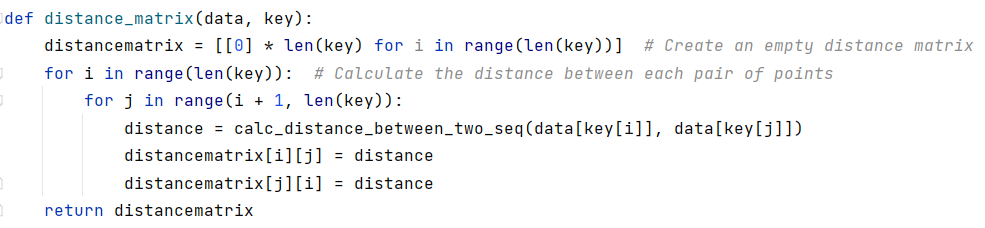 def distance_matrix(data, key):
    distancematrix = [[0] * len(key) for i in range(len(key))]  # Create an empty distance matrix
    for i in range(len(key)):  # Calculate the distance between each pair of points
        for j in range(i + 1, len(key)):
            distance = calc_distance_between_two_seq(data[key[i]], data[key[j]])
            distancematrix[i][j] = distance
            distancematrix[j][i] = distance
    return distancematrix